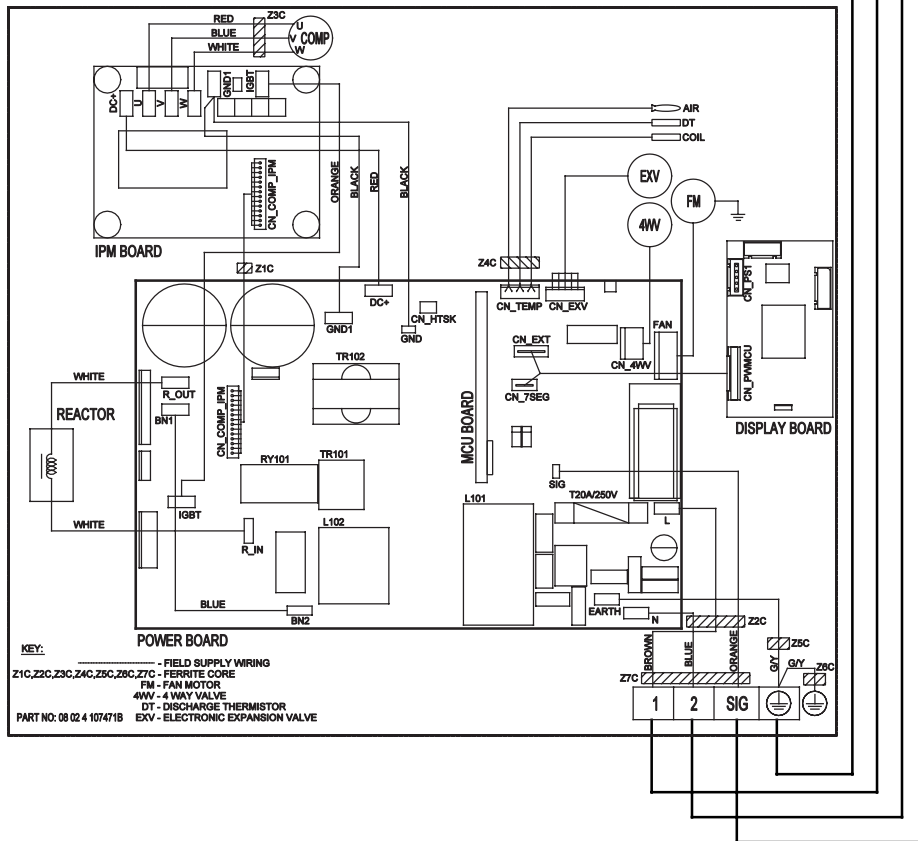 RED
Z3C
U
BLUE
V
COMP
WHITE
W
DC+
U
V
W
GND1
IGBT
CN_COMP_IPM
IPM BOARD
ORANGE
BLACK
RED
BLACK
AIR
DT
COIL
EXV
FM
4WV
Z1C
Z4C
CN_PS1
CN_PWMCU
DISPLAY BOARD
DC+
GND1
CN_HTSK
GND
CN_TEMP
CN_EXV
CN_EXT
FAN
CN_4WV
CN_7SEG
MCU BOARD
TR102
WHITE
R_OUT
REACTOR
BN1
CN_COMP_IPM
RY101
TR101
SIG
IGBT
L101
T20A/250V
L
WHITE
L102
R_IN
BLUE
BN2
EARTH
N
Z2C
POWER BOARD
BROWN
BLUE
ORANGE
G/Y
Z5C
G/Y
Z6C
Z7C
1
2
SIG
KEY:
- FIELD SUPPLY WIRING
Z1C,Z2C,Z3C,Z4C,Z5C,Z6C,Z7C - FERRITE CORE
FM - FAN MOTOR
4WV - 4 WAY VALVE
DT - DISCHARGE THERMISTOR
PART NO: 08 02 4 107471B EXV - ELECTRONIC EXPANSION VALVE